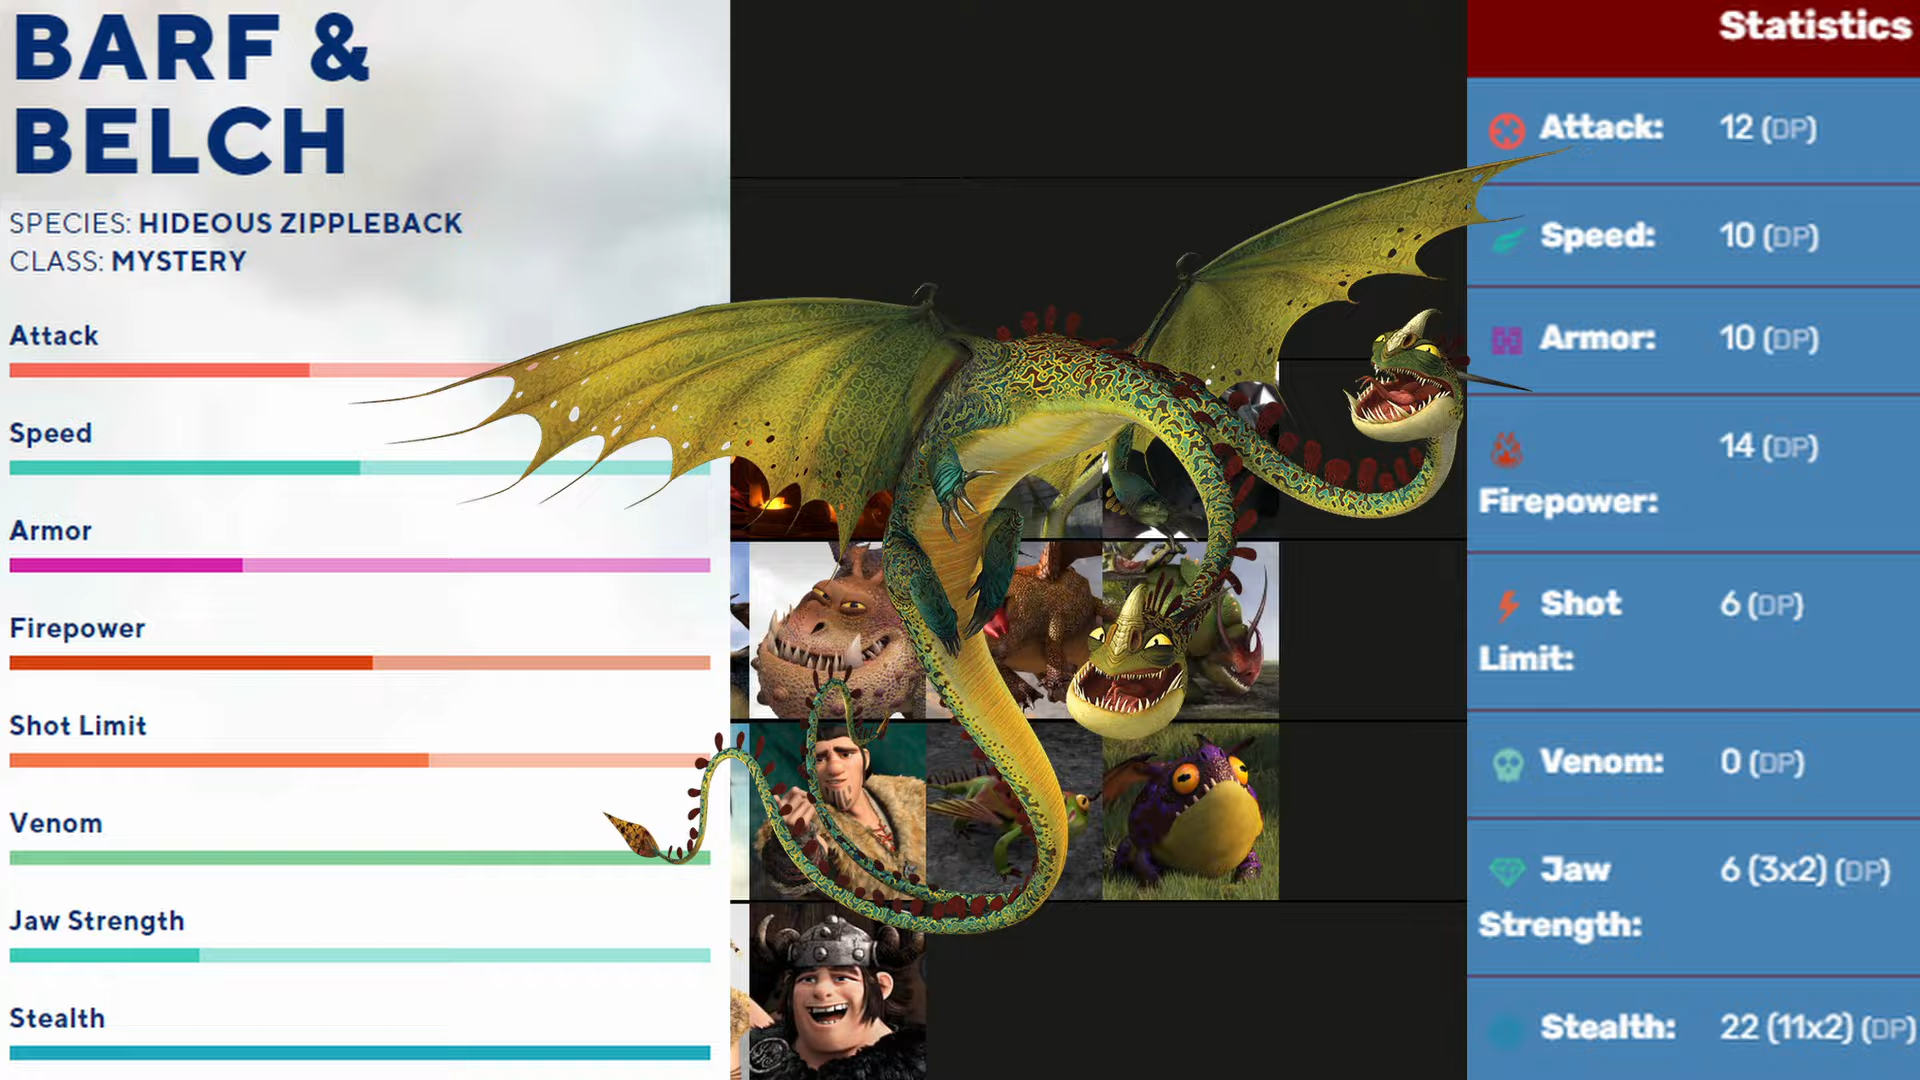 BARF &
BELCH
SPECIES: HIDEOUS ZIPPLEBACK
CLASS: MYSTERY
Attack
Speed
Armor
Firepower
Shot Limit
Venom
Jaw Strength
Stealth
Statistics
Attack: 12 (DP)
Speed: 10 (DP)
Armor: 10 (DP)
14 (DP)
Firepower:
Shot 6 (DP)
Limit:
Venom: 0 (DP)
Jaw 6 (3x2) (DP)
Strength:
Stealth: 22 (11x2) (DP)